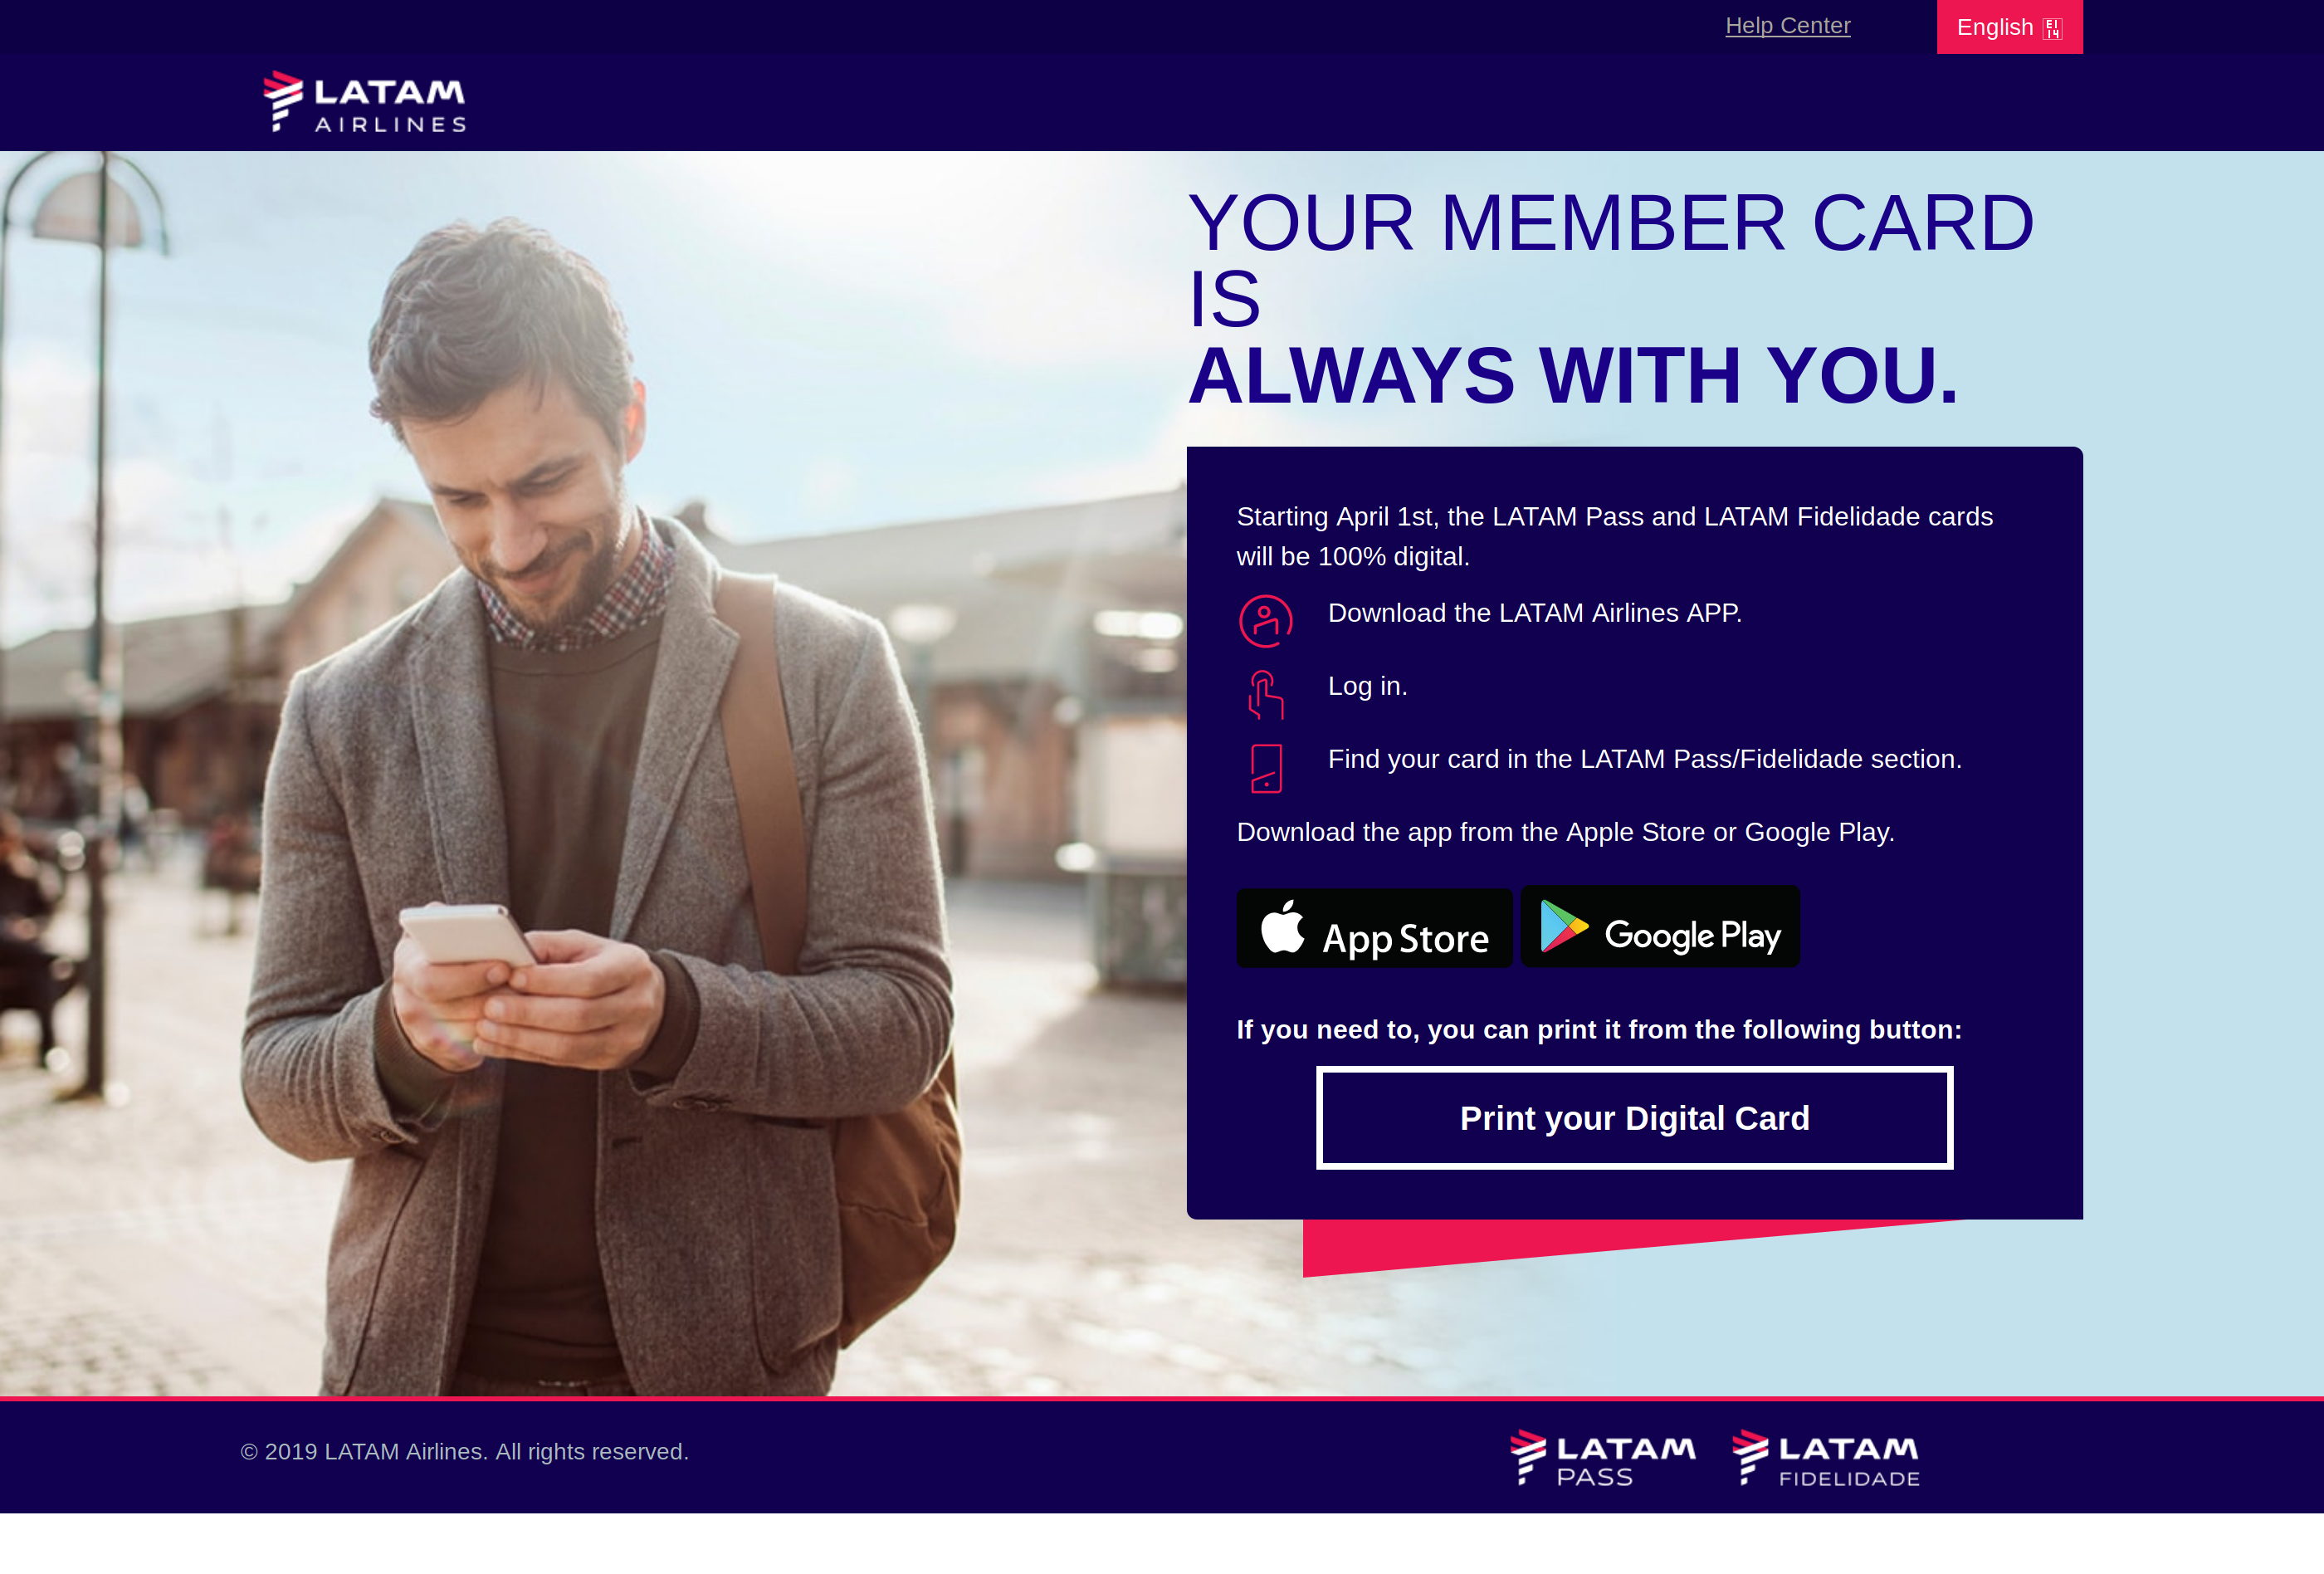 Help Center
English
LATAM
AIRLINES
YOUR MEMBER CARD
IS
ALWAYS WITH YOU.
Starting April 1st, the LATAM Pass and LATAM Fidelidade cards
will be 100% digital.
Download the LATAM Airlines APP.
Log in.
Find your card in the LATAM Pass/Fidelidade section.
Download the app from the Apple Store or Google Play.
App Store
Google Play
If you need to, you can print it from the following button:
Print your Digital Card
© 2019 LATAM Airlines. All rights reserved.
LATAM
PASS
LATAM
FIDELIDADE